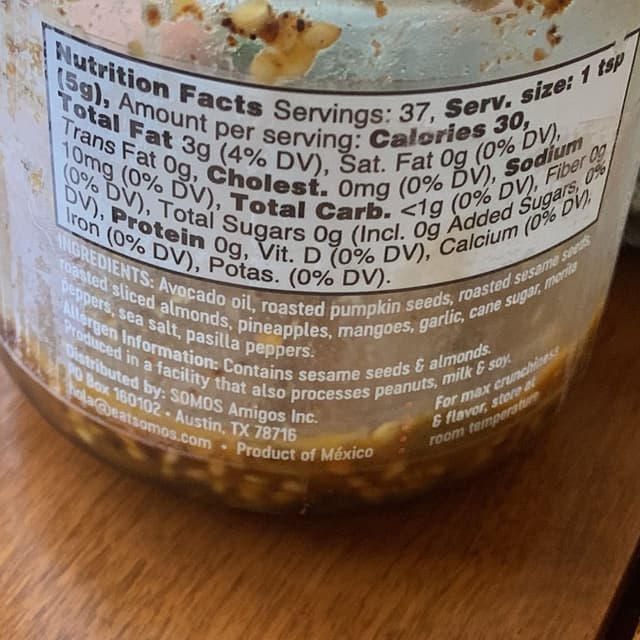 Nutrition Facts Servings: 37, Serv. size: 1 tsp
(5g), Amount per serving: Calories 30,
Total Fat 3g (4% DV), Sat. Fat 0g (0% DV),
Trans Fat 0g, Cholest. 0mg (0% DV), Sodium
10mg (0% DV), Total Carb. <1g (0% DV), Fiber 0g
(0% DV), Total Sugars 0g (Incl. 0g Added Sugars, 0%
DV), Protein 0g, Vit. D (0% DV), Calcium (0% DV),
Iron (0% DV), Potas. (0% DV).
INGREDIENTS: Avocado oil, roasted pumpkin seeds, roasted sesame seeds,
roasted sliced almonds, pineapples, mangoes, garlic, cane sugar, morita
peppers, sea salt, pasilla peppers.
Allergen Information: Contains sesame seeds & almonds.
Produced in a facility that also processes peanuts, milk & soy.
Distributed by: SOMOS Amigos Inc.
PO Box 160102 • Austin, TX 78716
hola@eatsomos.com • Product of México
For max crunchiness
& flavor, store at
room temperature.